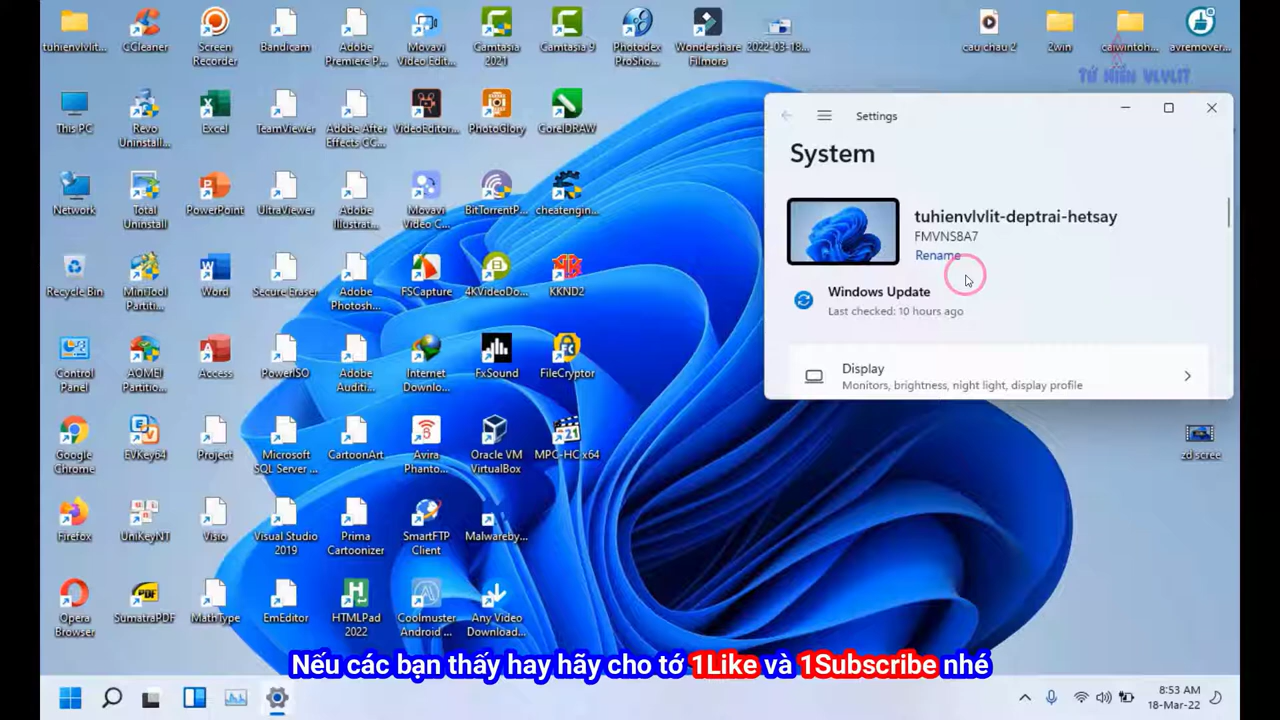 tuhienvlvlit...
CCleaner
Screen
Recorder
Bandicam
Adobe
Premiere P...
Movavi
Video Edit...
Camtasia
2021
Camtasia 9
Photodex
ProSho...
Wondershare
Filmora
2022-03-18...
cau chau 2
2win
caiwintoh...
avremover...
TỨ HIỀN VLVLIT
This PC
Revo
Uninstall...
Excel
TeamViewer
Adobe After
Effects CC...
VideoEditor...
PhotoGlory
CorelDRAW
Network
Total
Uninstall
PowerPoint
UltraViewer
Adobe
Illustrat...
Movavi
Video C...
BitTorrentP...
cheatengin...
Recycle Bin
MiniTool
Partiti...
Word
Secure Eraser
Adobe
Photosh...
FSCapture
4KVideoDo...
KKND2
Control
Panel
AOMEI
Partitio...
Access
PowerISO
Adobe
Auditi...
Internet
Downlo...
FxSound
FileCryptor
Google
Chrome
EVKey64
Project
Microsoft
SQL Server ...
CartoonArt
Avira
Phanto...
Oracle VM
VirtualBox
MPC-HC x64
Firefox
UniKeyNT
Visio
Visual Studio
2019
Prima
Cartoonizer
SmartFTP
Client
Malwareby...
Opera
Browser
SumatraPDF
MathType
EmEditor
HTMLPad
2022
Coolmuster
Android ...
Any Video
Download...
Settings
System
tuhienvlvlit-deptrai-hetsay
FMVNS8A7
Rename
Windows Update
Last checked: 10 hours ago
Display
Monitors, brightness, night light, display profile
zd-scree
Nếu các bạn thấy hay hãy cho tớ 1Like và 1Subscribe nhé
8:53 AM
18-Mar-22